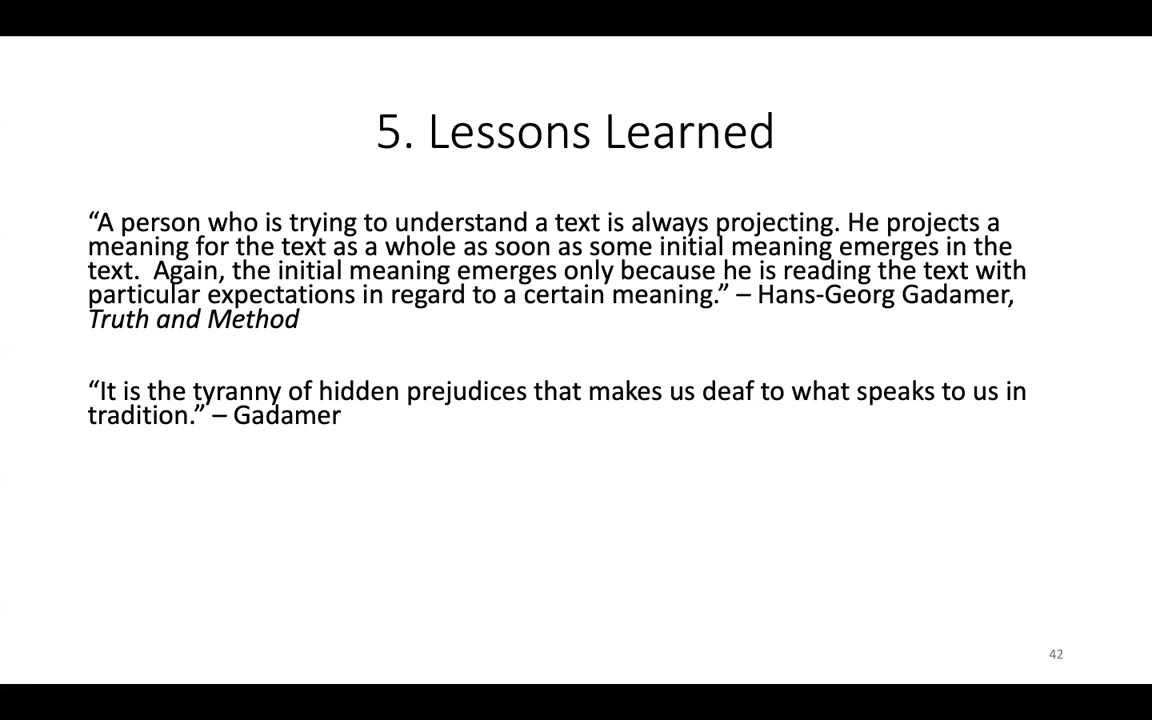 5. Lessons Learned
“A person who is trying to understand a text is always projecting. He projects a
meaning for the text as a whole as soon as some initial meaning emerges in the
text.  Again, the initial meaning emerges only because he is reading the text with
particular expectations in regard to a certain meaning.” – Hans-Georg Gadamer,
Truth and Method
“It is the tyranny of hidden prejudices that makes us deaf to what speaks to us in
tradition.” – Gadamer
42